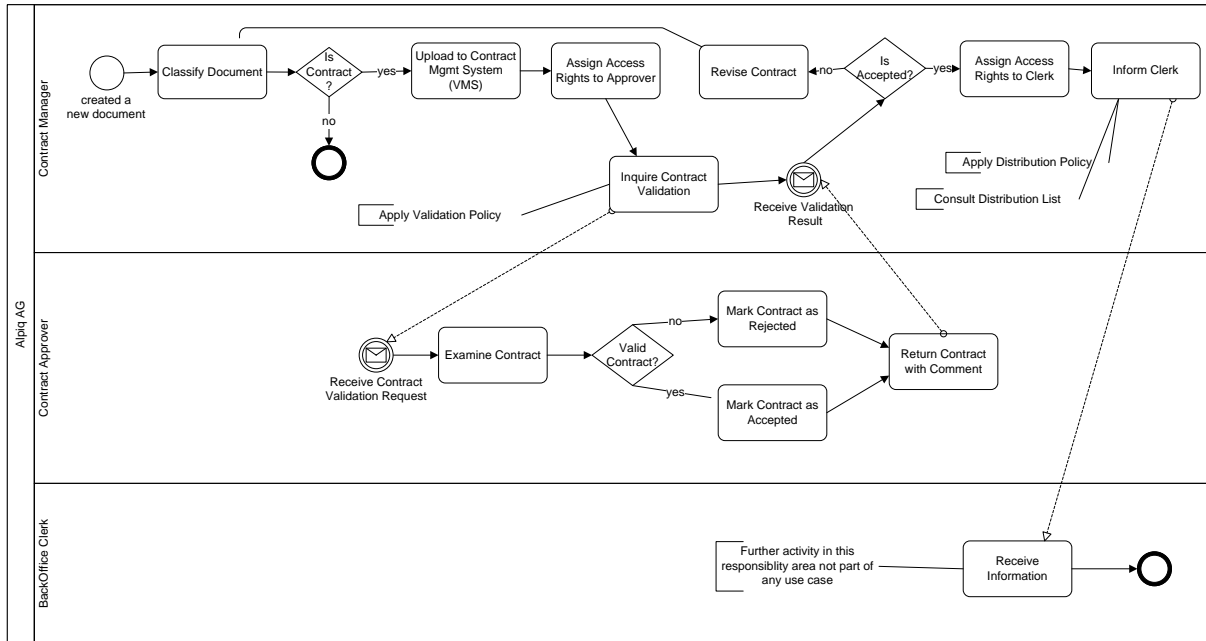 Alpiq AG
Contract Manager
created a
new document
Classify Document
Is
Contract
?
yes
no
Upload to Contract
Mgmt System
(VMS)
Assign Access
Rights to Approver
Revise Contract
no
Is
Accepted?
yes
Assign Access
Rights to Clerk
Inform Clerk
Apply Distribution Policy
Consult Distribution List
Inquire Contract
Validation
Apply Validation Policy
Receive Validation
Result
Contract Approver
Receive Contract
Validation Request
Examine Contract
Valid
Contract?
no
yes
Mark Contract as
Rejected
Mark Contract as
Accepted
Return Contract
with Comment
BackOffice Clerk
Further activity in this
responsiblity area not part of
any use case
Receive
Information